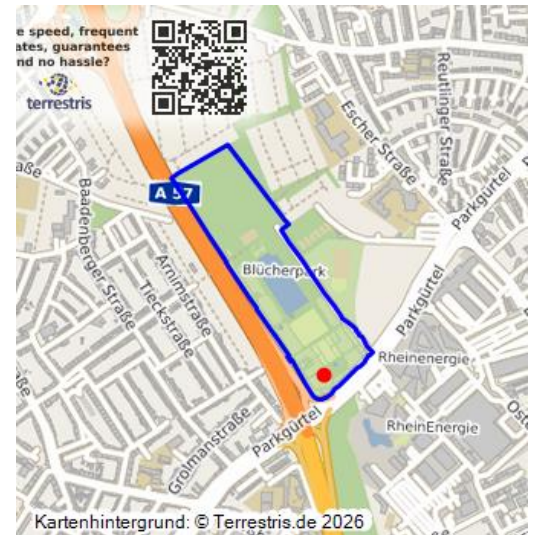 e speed, frequent
ates, guarantees
nd no hassle?
terrestris
Reutlinger Straße
Escher Straße
Parkgürtel
aße
A 57
Baadenberger Straße
Arnimstraße
Tieckstraße
Blücherpark
Parkgürtel
Rheinenergie
RheinEnergie
Ost
Grolmanstraße
Parkgürtel
Kartenhintergrund: © Terrestris.de 2026